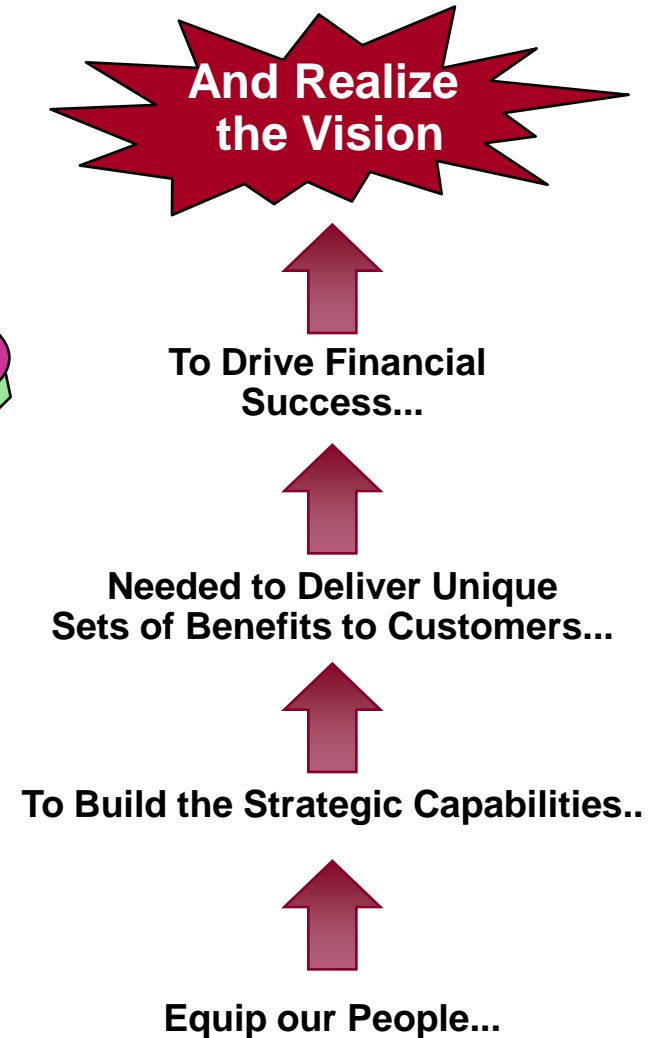 And Realize
the Vision
To Drive Financial
Success...
Needed to Deliver Unique
Sets of Benefits to Customers...
To Build the Strategic Capabilities..
Equip our People...